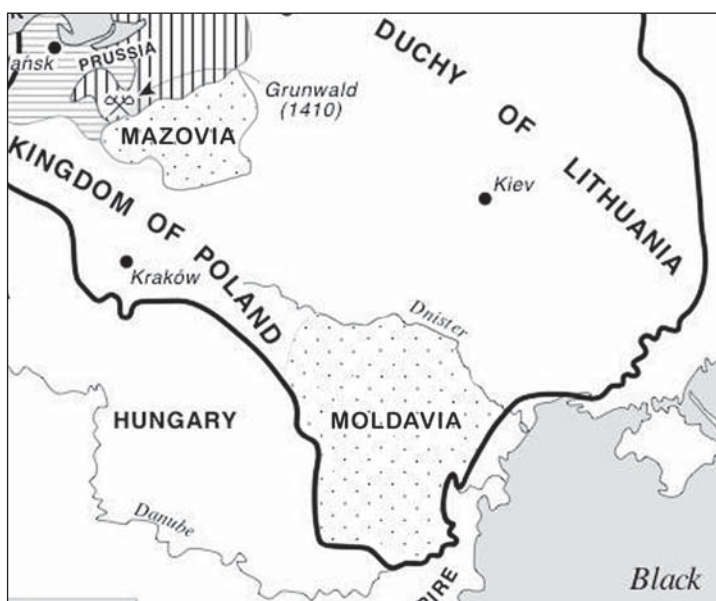 DUCHY OF LITHUANIA
PRUSSIA
Grunwald
(1410)
MAZOVIA
KINGDOM OF POLAND
Kiev
Kraków
Dnister
HUNGARY
MOLDAVIA
Danube
Black